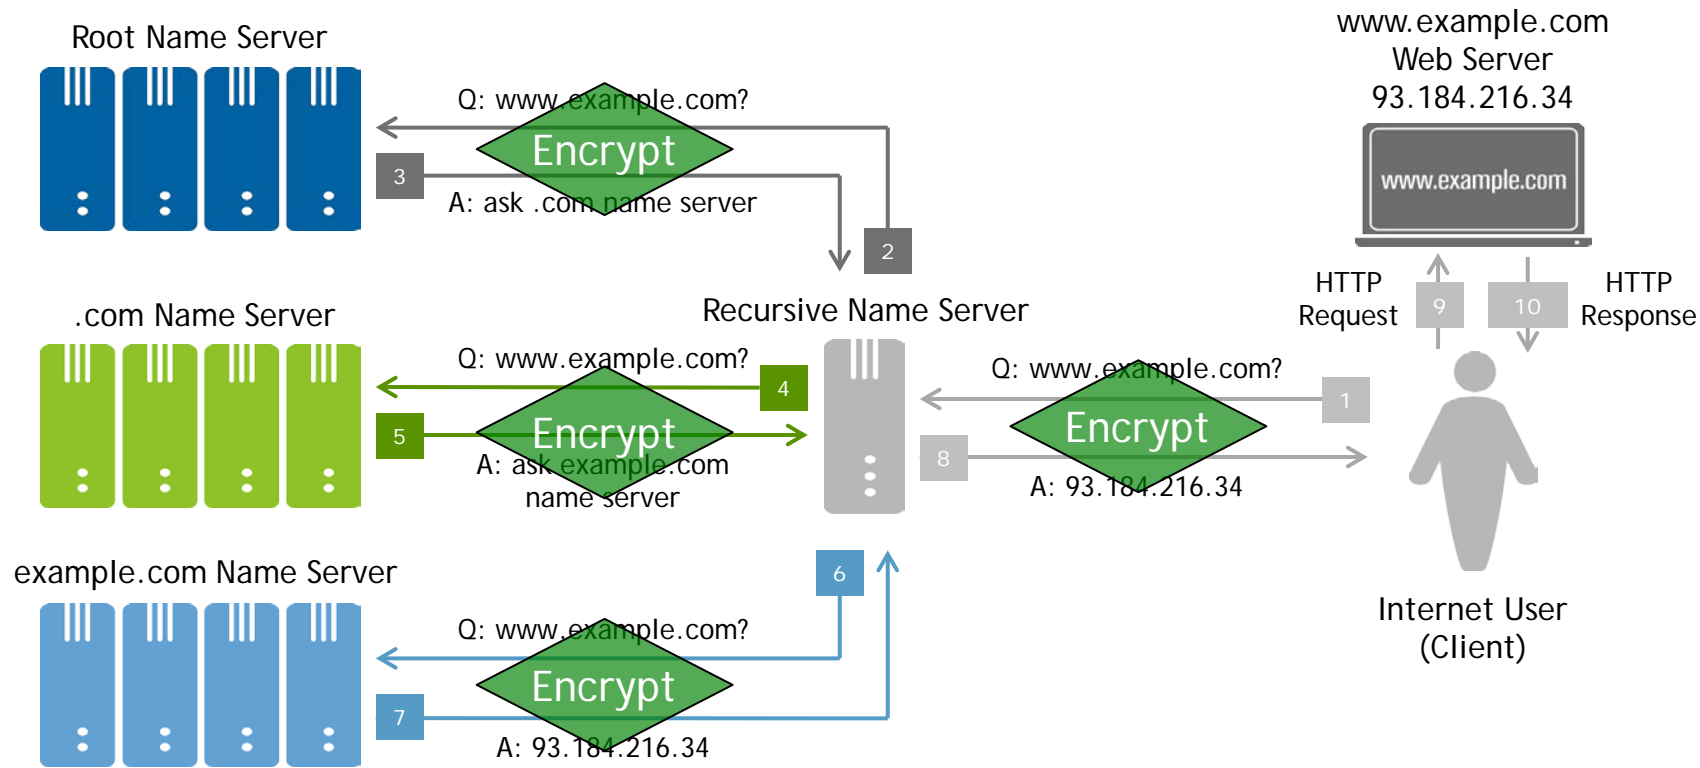 Root Name Server
Q: www.example.com?
Encrypt
3
A: ask .com name server
2
www.example.com
Web Server
93.184.216.34
www.example.com
HTTP
Request
9
10
HTTP
Response
.com Name Server
Recursive Name Server
Q: www.example.com?
4
Encrypt
5
A: ask example.com
name server
Q: www.example.com?
1
Encrypt
8
A: 93.184.216.34
Internet User
(Client)
example.com Name Server
6
Q: www.example.com?
Encrypt
7
A: 93.184.216.34